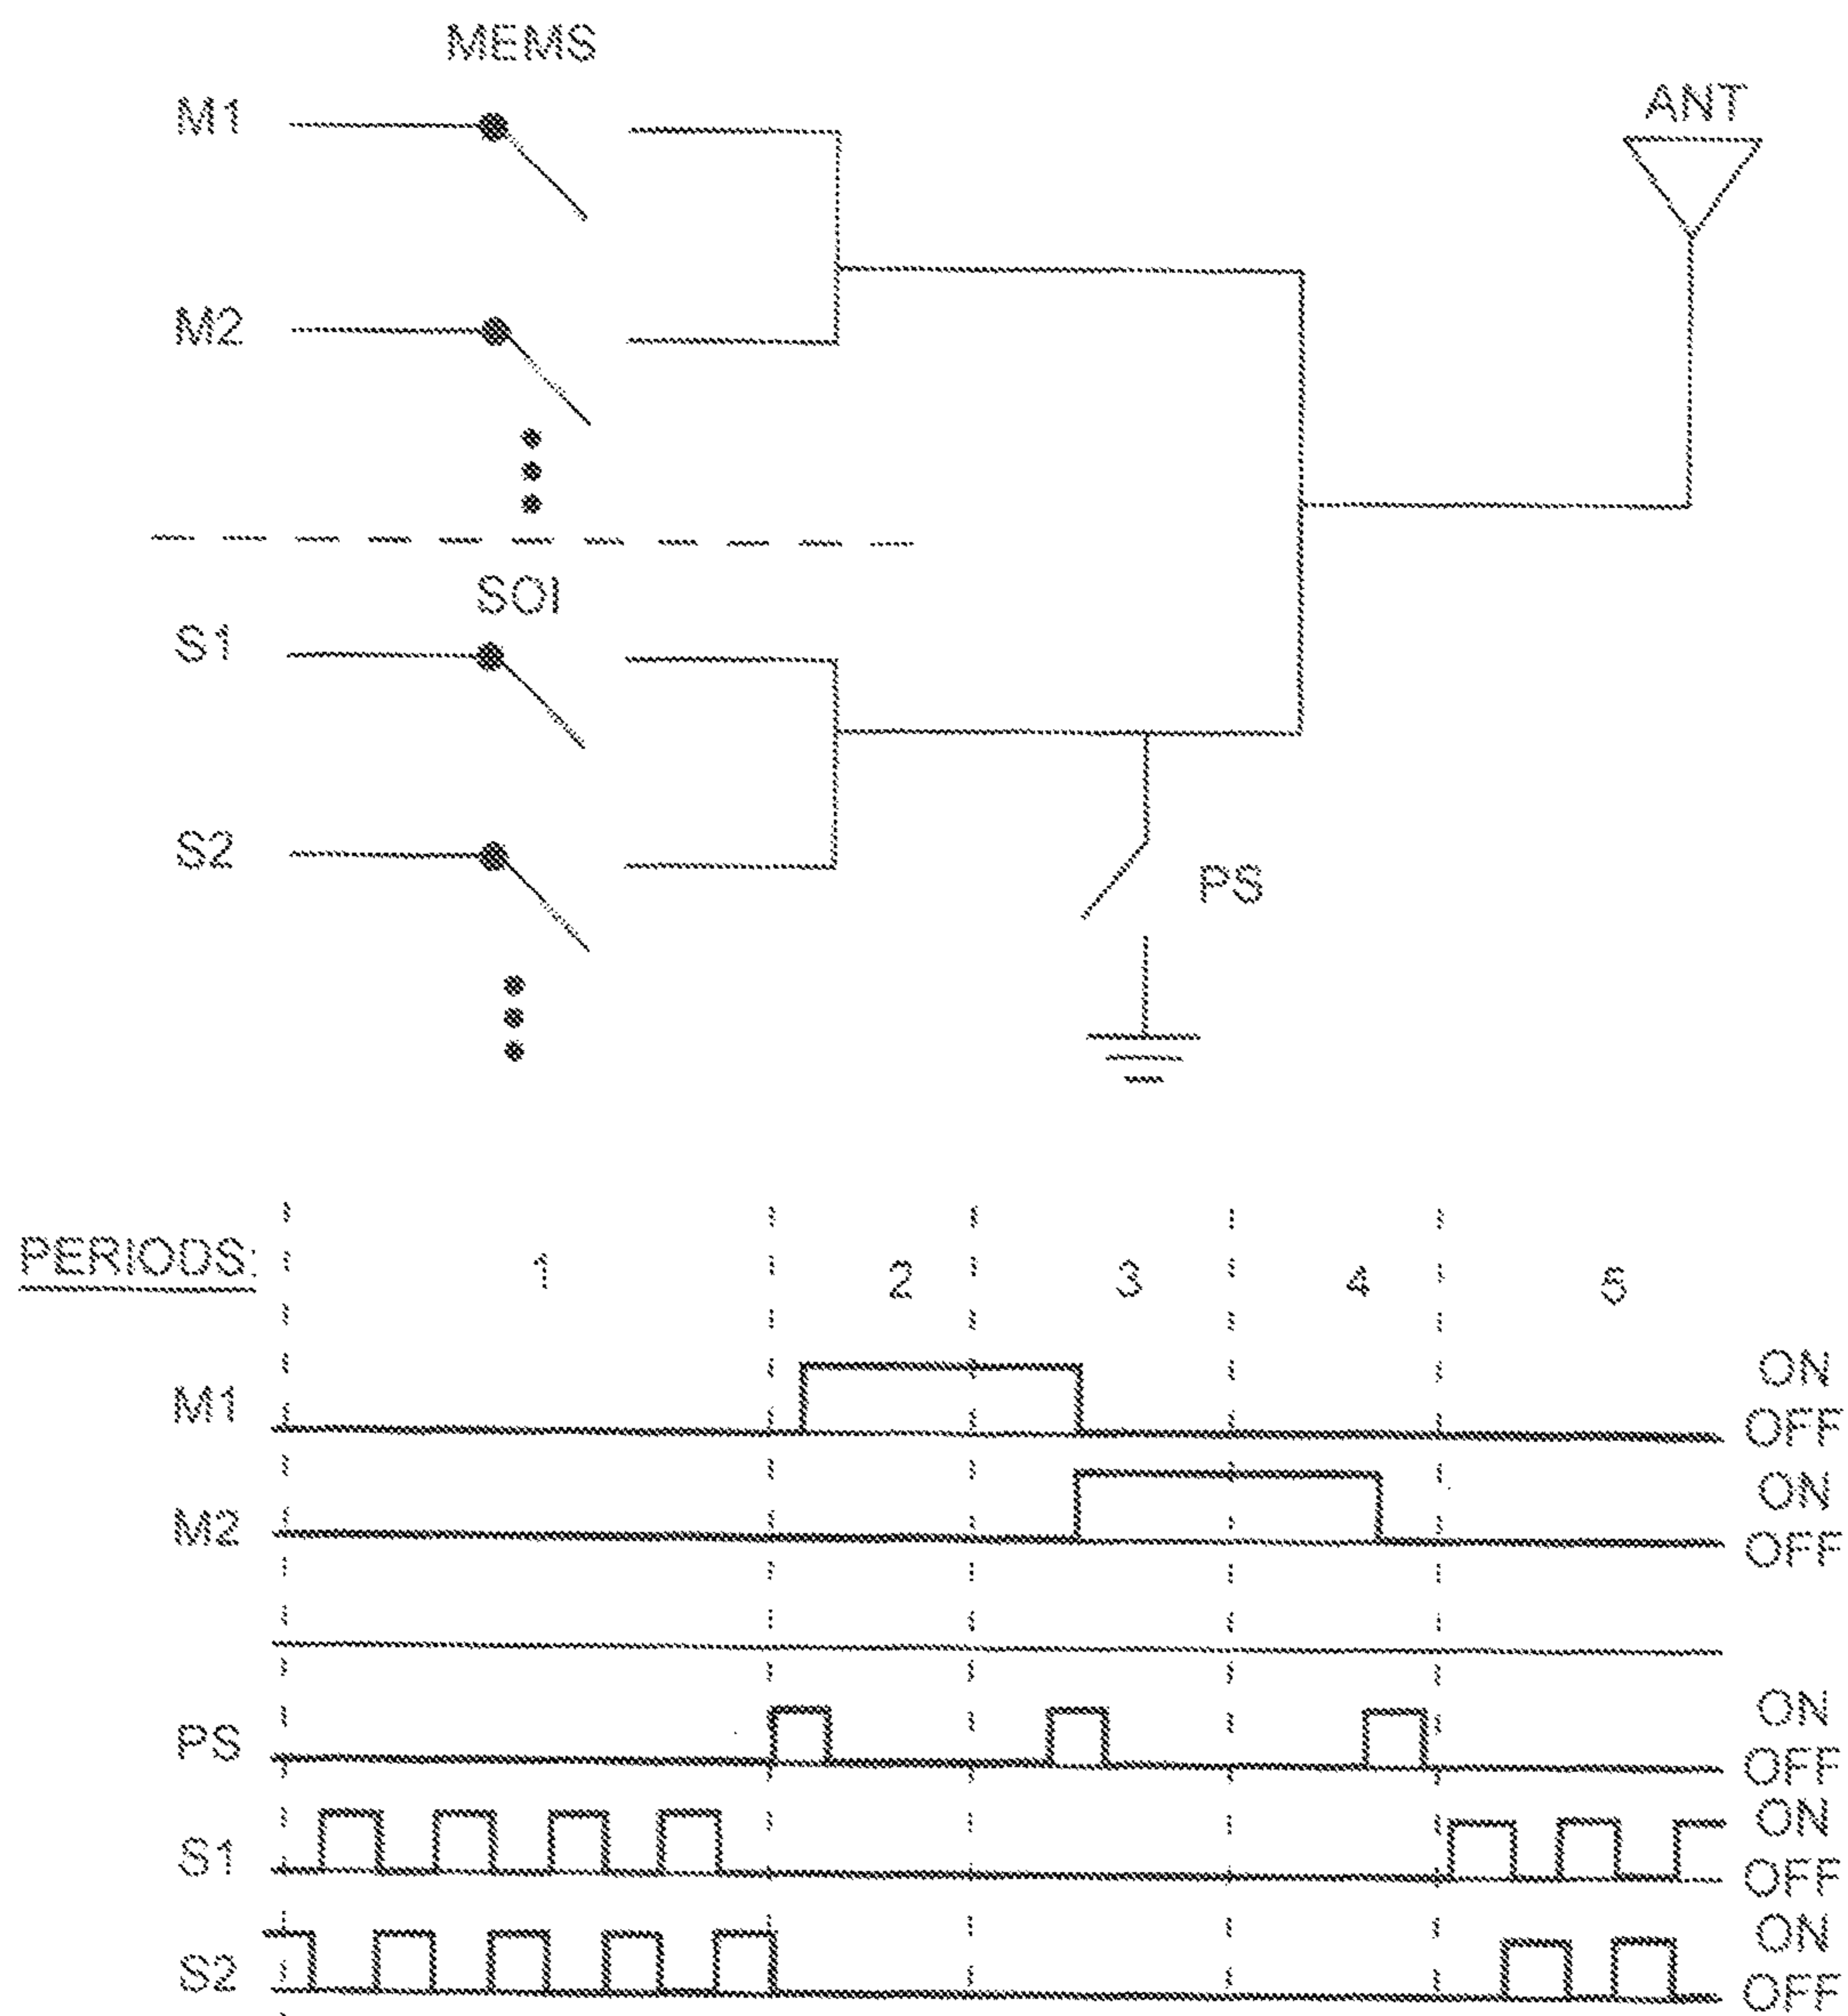 MEMS
M1
ANT
M2
SOI
S1
S2
PS
PERIODS: 1 2 3 4 5
M1 ON
OFF
M2 ON
OFF
PS ON
OFF
S1 ON
OFF
S2 ON
OFF